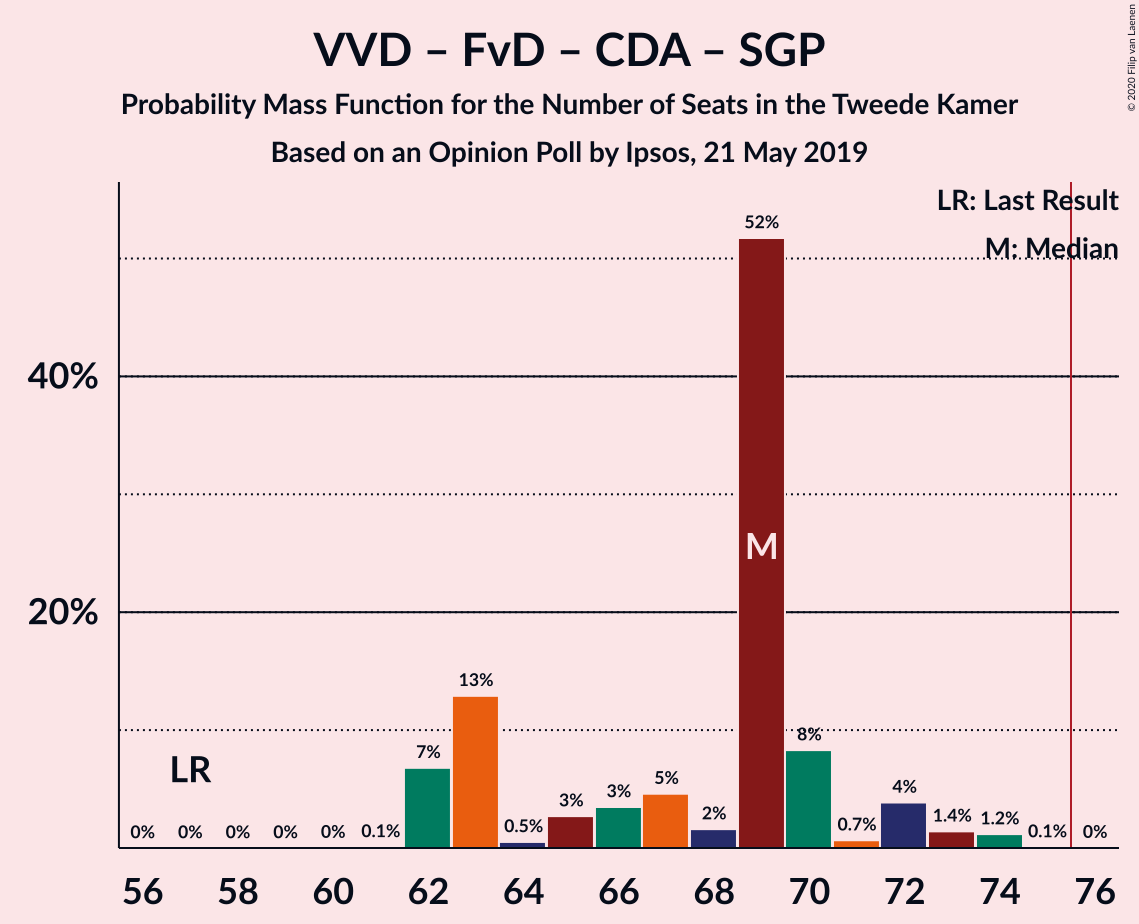 VVD – FvD – CDA – SGP
Probability Mass Function for the Number of Seats in the Tweede Kamer
Based on an Opinion Poll by Ipsos, 21 May 2019
© 2020 Filip van Laenen
LR: Last Result
M: Median
40%
20%
LR
M
0%
0%
0%
0%
0%
0.1%
7%
13%
0.5%
3%
3%
5%
2%
52%
8%
0.7%
4%
1.4%
1.2%
0.1%
0%
56 58 60 62 64 66 68 70 72 74 76